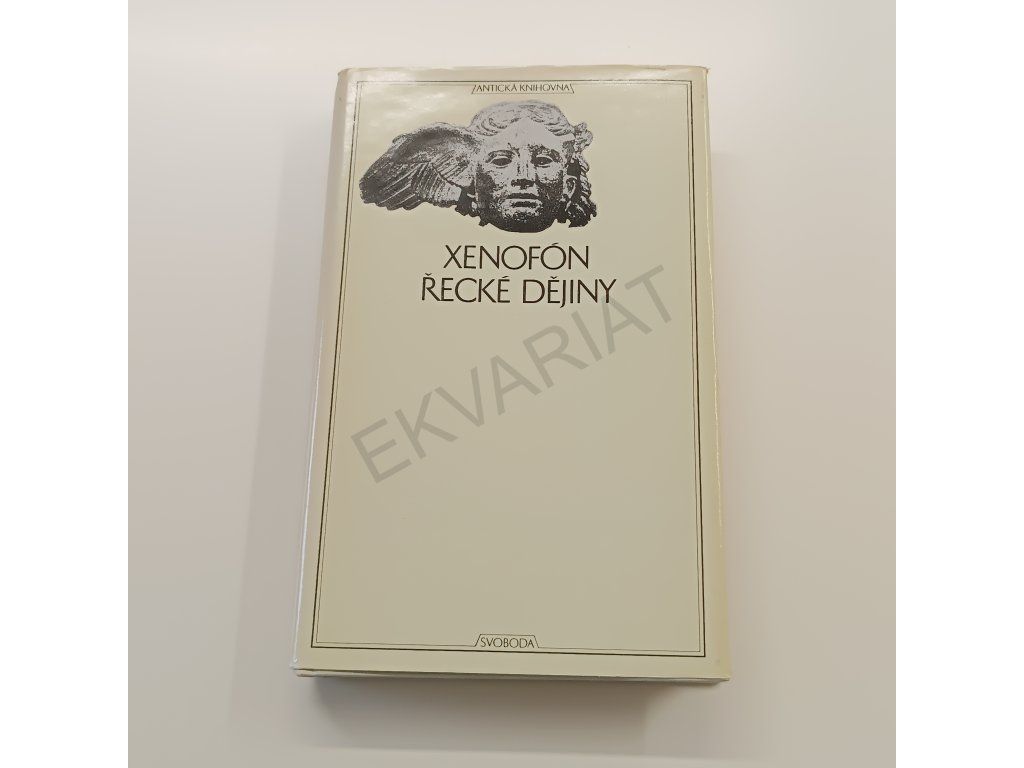 ANTICKÁ KNIHOVNA
XENOFÓN
ŘECKÉ DĚJINY
EKVARIAT
SVOBODA